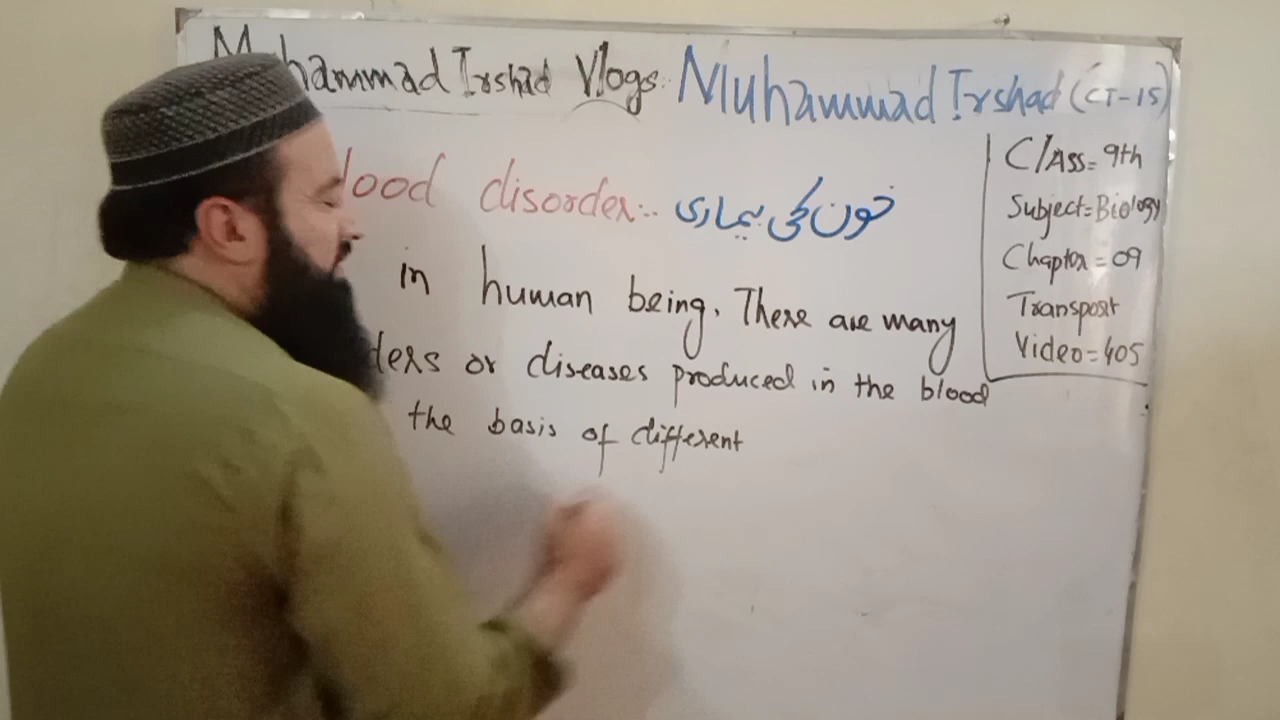 Muhammad Irshad Vlogs. Muhammad Irshad (CT-15)
lood disorder.. خون کی بیماری
in human being. There are many
ders or diseases produced in the blood
the basis of different
Class= 9th
Subject=Biology
Chapter = 09
Transport
Video=405